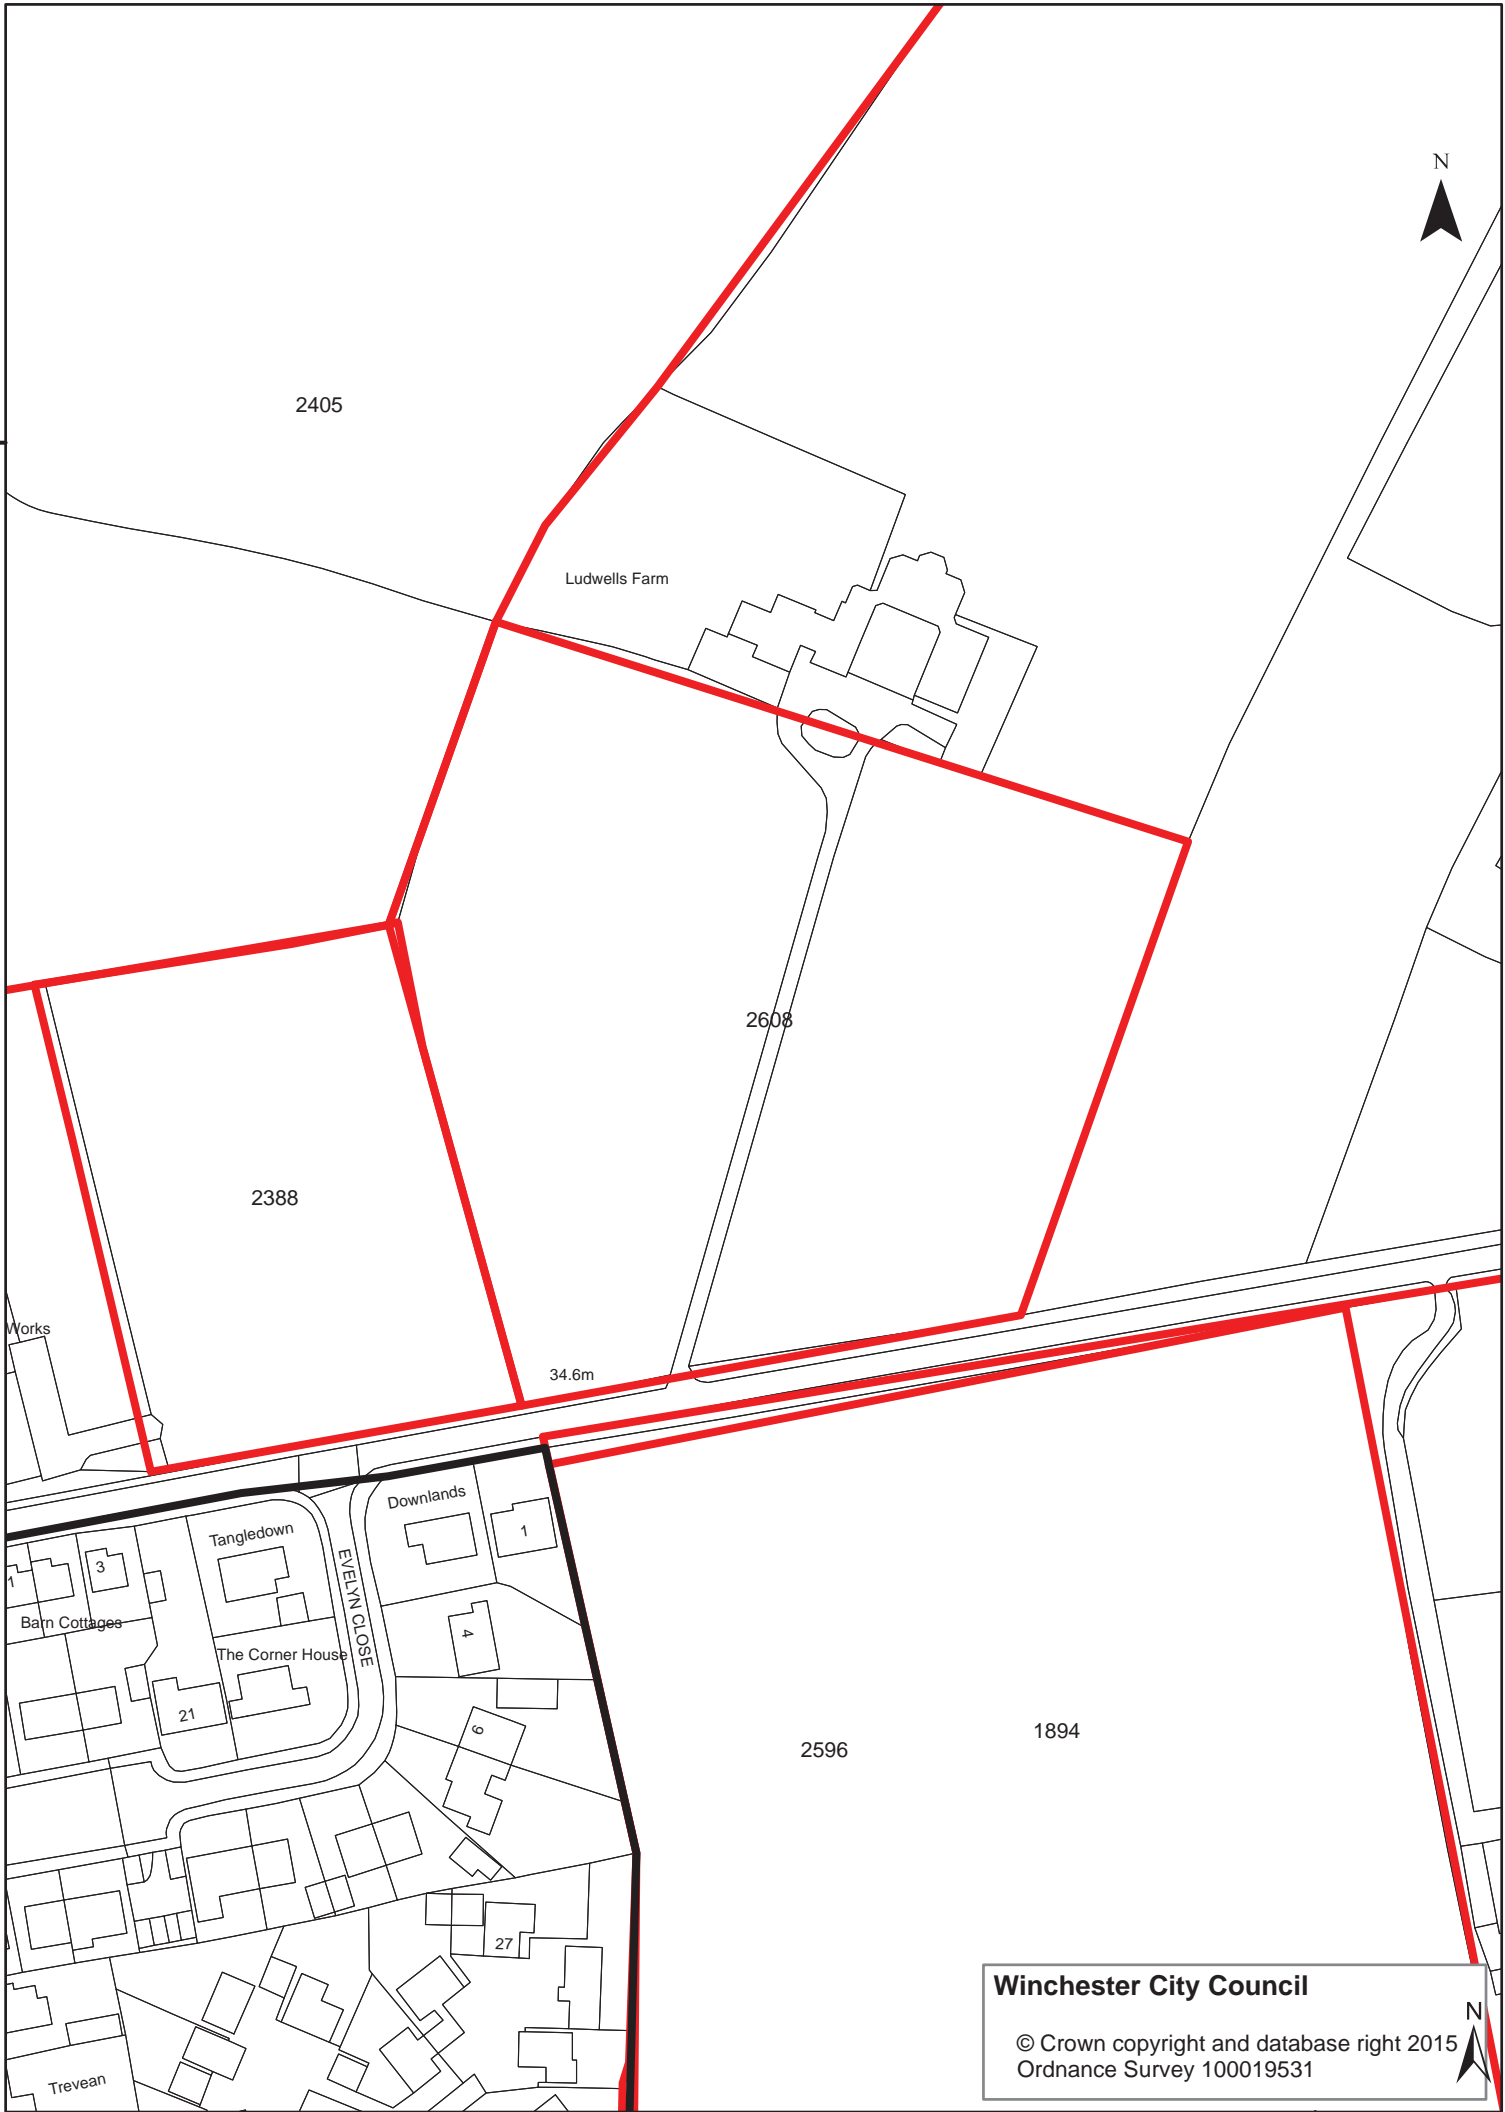 N
2405
Ludwells Farm
2608
2388
Works
34.6m
Downlands
1
Tangledown
3
1
EVELYN CLOSE
Barn Cottages
4
The Corner House
21
9
1894
2596
27
Winchester City Council
N
© Crown copyright and database right 2015
Ordnance Survey 100019531
Trevean